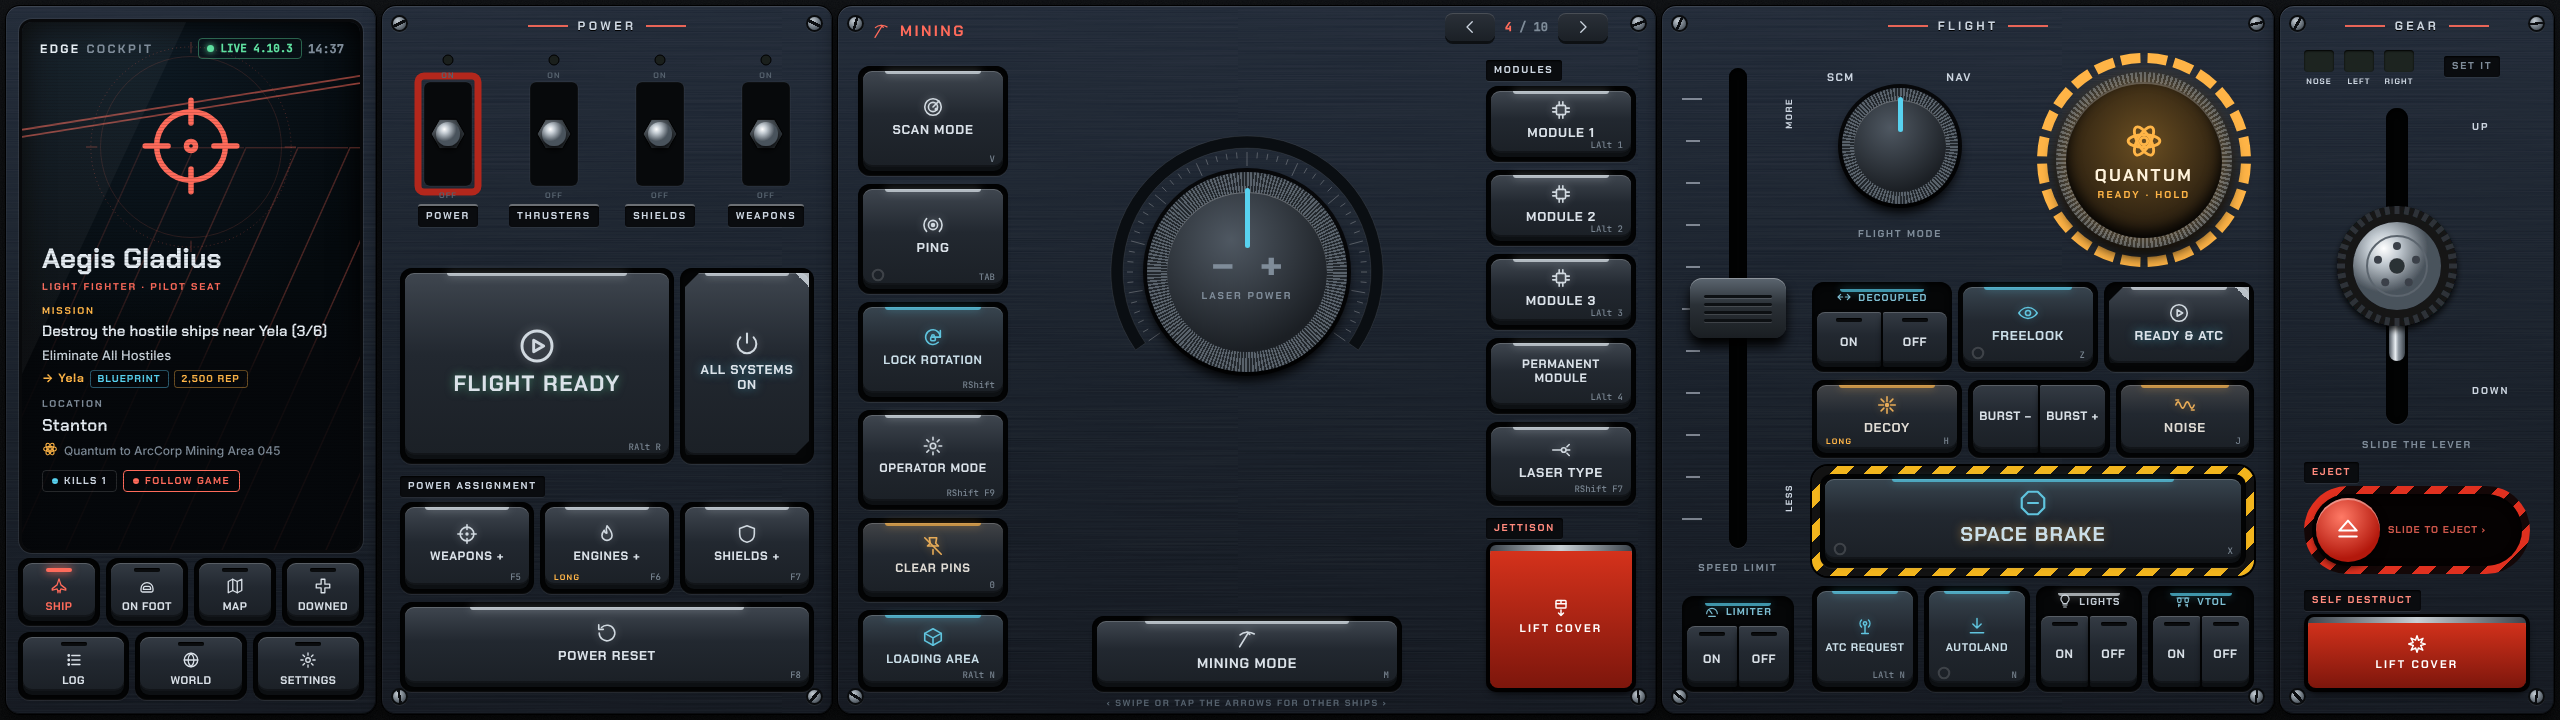 EDGE COCKPIT
LIVE 4.10.3
14:37
Aegis Gladius
LIGHT FIGHTER · PILOT SEAT
MISSION
Destroy the hostile ships near Yela (3/6)
Eliminate All Hostiles
→ Yela BLUEPRINT 2,500 REP
LOCATION
Stanton
Quantum to ArcCorp Mining Area 045
KILLS 1 FOLLOW GAME
SHIP ON FOOT MAP DOWNED
LOG WORLD SETTINGS
POWER
ON ON ON ON
OFF OFF OFF OFF
POWER THRUSTERS SHIELDS WEAPONS
FLIGHT READY
RAlt R
ALL SYSTEMS
ON
POWER ASSIGNMENT
WEAPONS +
F5
ENGINES +
LONG F6
SHIELDS +
F7
POWER RESET
F8
MINING
4 / 10
SCAN MODE
V
PING
TAB
LOCK ROTATION
RShift
OPERATOR MODE
RShift F9
CLEAR PINS
0
LOADING AREA
RAlt N
− +
LASER POWER
MINING MODE
M
‹ SWIPE OR TAP THE ARROWS FOR OTHER SHIPS ›
MODULES
MODULE 1
LAlt 1
MODULE 2
LAlt 2
MODULE 3
LAlt 3
PERMANENT
MODULE
LAlt 4
LASER TYPE
RShift F7
JETTISON
LIFT COVER
FLIGHT
MORE
LESS
SPEED LIMIT
LIMITER
ON OFF
SCM NAV
FLIGHT MODE
QUANTUM
READY · HOLD
DECOUPLED
ON OFF
FREELOOK
Z
READY & ATC
DECOY
LONG H
BURST − BURST +
NOISE
J
SPACE BRAKE
X
ATC REQUEST
LAlt N
AUTOLAND
N
LIGHTS
ON OFF
VTOL
ON OFF
GEAR
NOSE LEFT RIGHT
SET IT
UP
DOWN
SLIDE THE LEVER
EJECT
SLIDE TO EJECT ›
SELF DESTRUCT
LIFT COVER